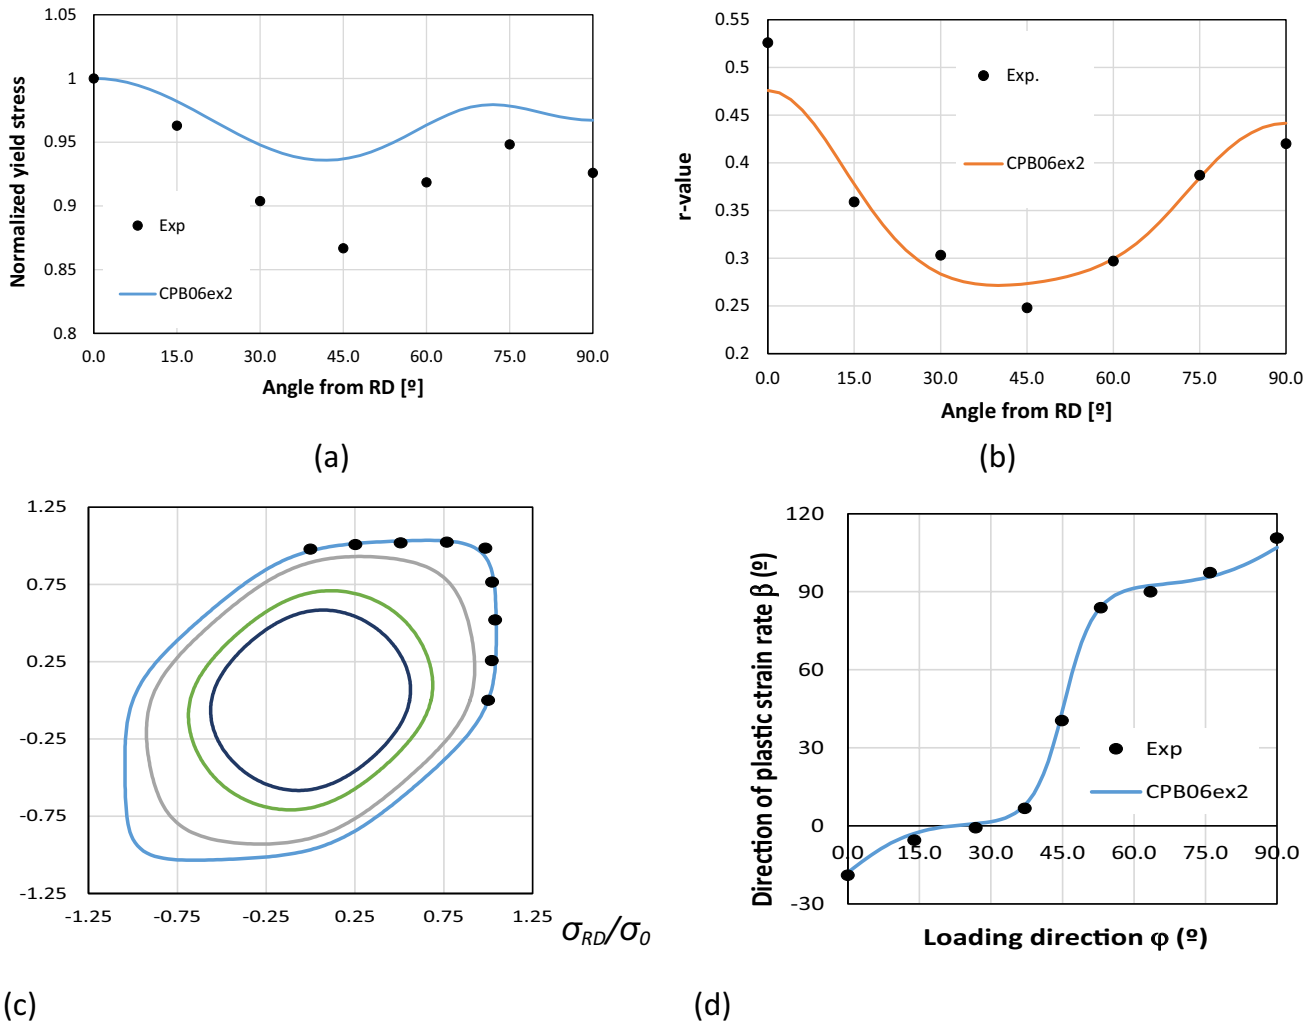 1.05
1
0.95
0.9
0.85
0.8
Normalized yield stress
Exp
CPB06ex2
0.0 15.0 30.0 45.0 60.0 75.0 90.0
Angle from RD [º]
(a)
0.55
0.5
0.45
0.4
0.35
0.3
0.25
0.2
r-value
Exp.
CPB06ex2
0.0 15.0 30.0 45.0 60.0 75.0 90.0
Angle from RD [º]
(b)
1.25
0.75
0.25
-0.25
-0.75
-1.25
-1.25 -0.75 -0.25 0.25 0.75 1.25
σRD/σ0
(c)
120
90
60
30
0
-30
Direction of plastic strain rate β (º)
Exp
CPB06ex2
0.0 15.0 30.0 45.0 60.0 75.0 90.0
Loading direction φ (º)
(d)